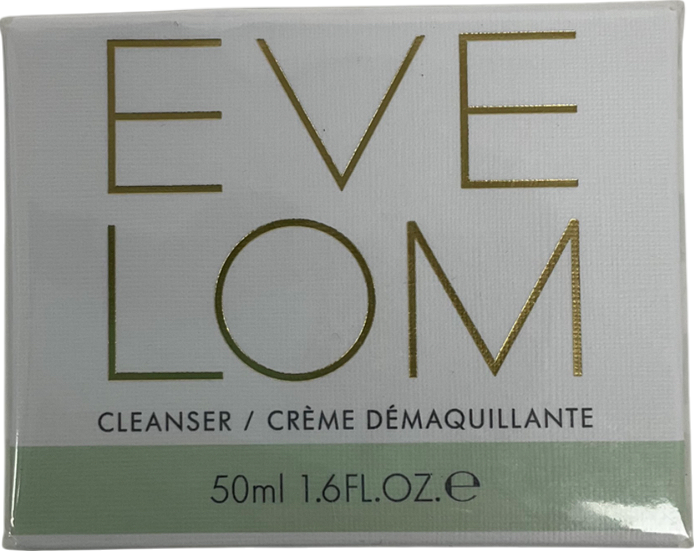 EVE
LOM
CLEANSER / CRÈME DÉMAQUILLANTE
50ml 1.6FL.OZ.℮